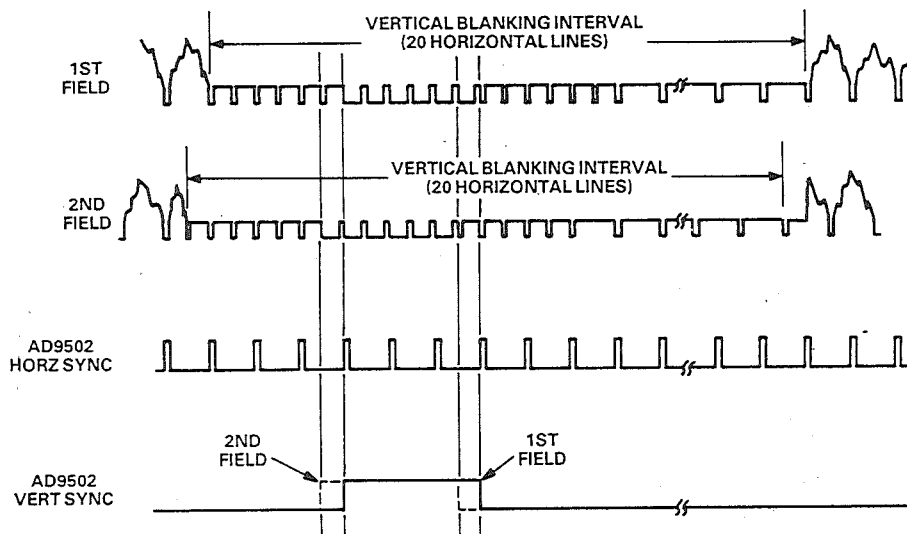 VERTICAL BLANKING INTERVAL
(20 HORIZONTAL LINES)
1ST
FIELD
VERTICAL BLANKING INTERVAL
(20 HORIZONTAL LINES)
2ND
FIELD
AD9502
HORZ SYNC
2ND
FIELD
1ST
FIELD
AD9502
VERT SYNC